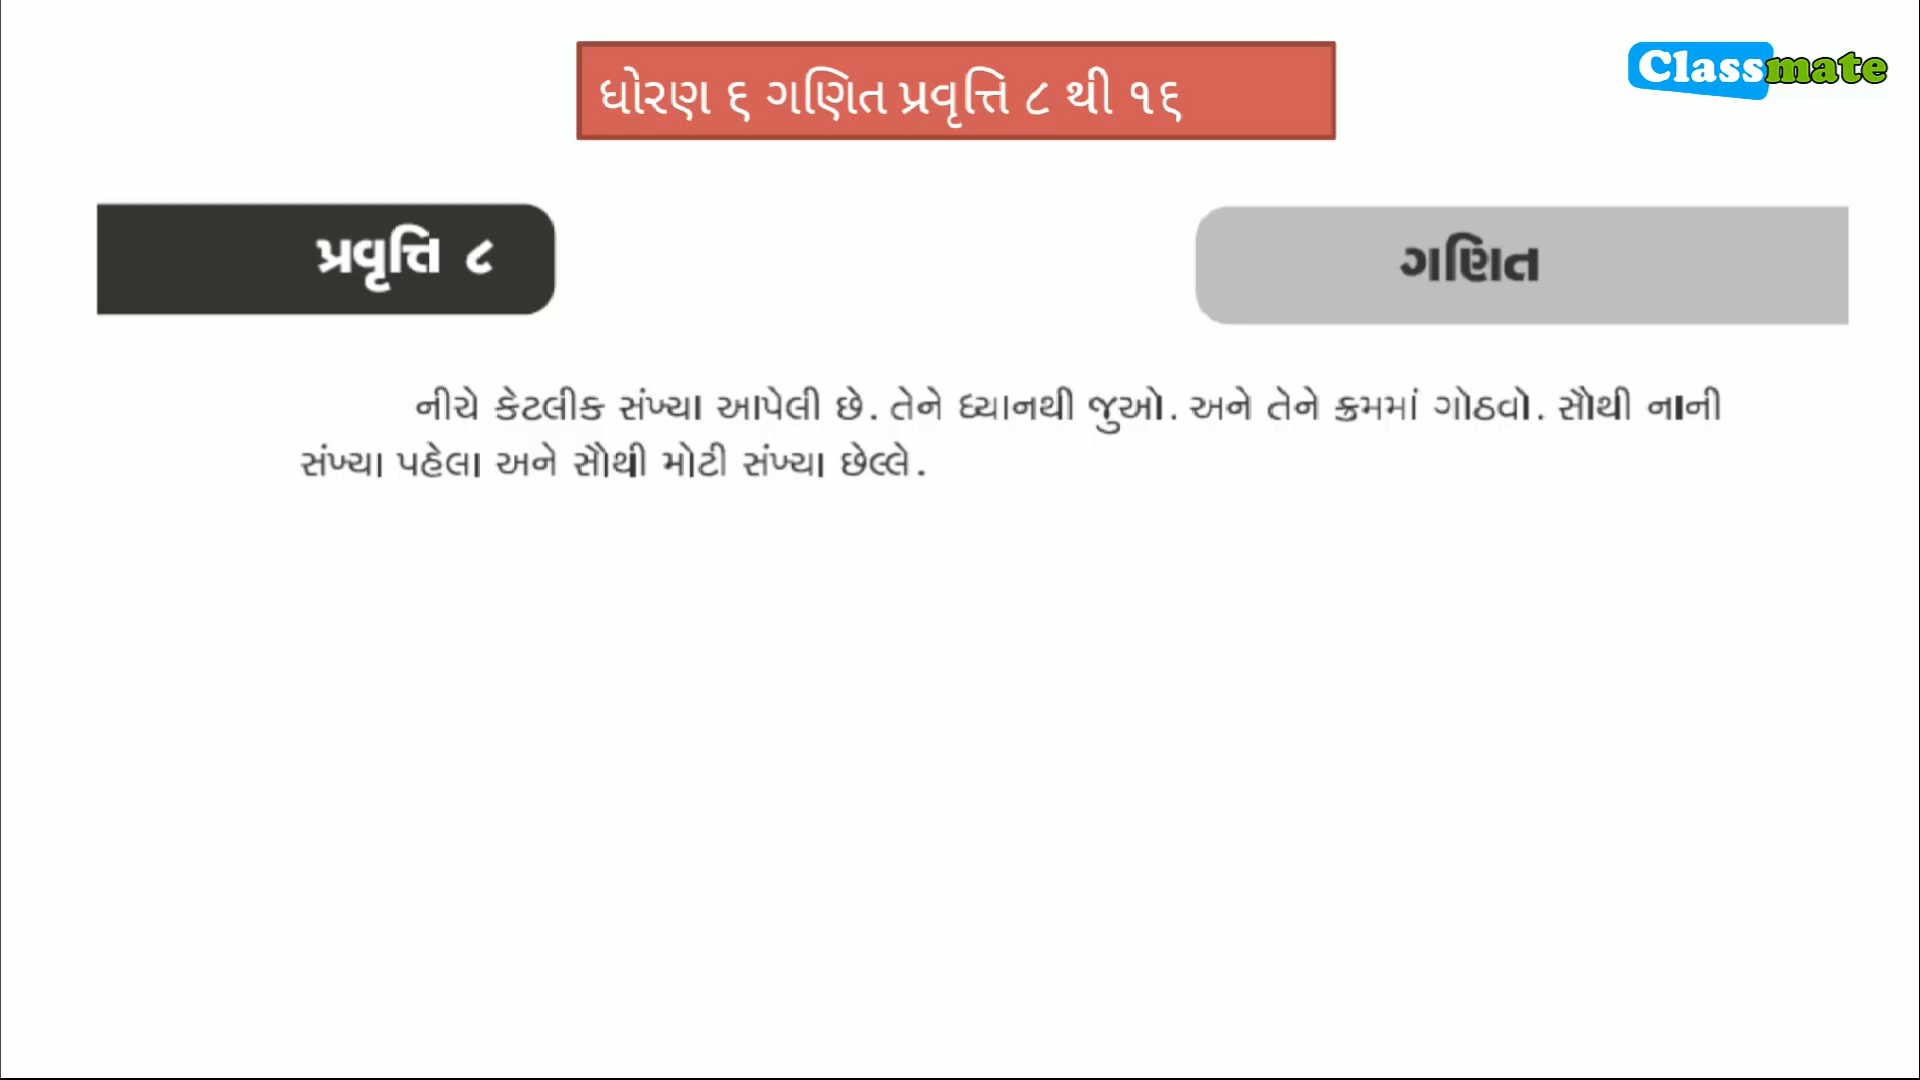 ધોરણ ૬ ગણિત પ્રવૃત્તિ ૮ થી ૧૬
Classmate
પ્રવૃત્તિ ૮
ગણિત
નીચે કેટલીક સંખ્યા આપેલી છે. તેને ધ્યાનથી જુઓ. અને તેને ક્રમમાં ગોઠવો. સૌથી નાની
સંખ્યા પહેલા અને સૌથી મોટી સંખ્યા છેલ્લે.